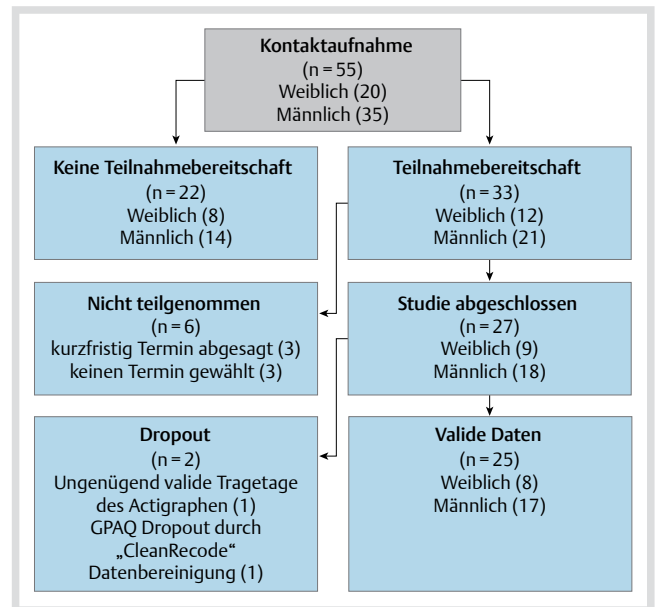 Kontaktaufnahme
(n = 55)
Weiblich (20)
Männlich (35)
Keine Teilnahmebereitschaft
(n = 22)
Weiblich (8)
Männlich (14)
Teilnahmebereitschaft
(n = 33)
Weiblich (12)
Männlich (21)
Nicht teilgenommen
(n = 6)
kurzfristig Termin abgesagt (3)
keinen Termin gewählt (3)
Studie abgeschlossen
(n = 27)
Weiblich (9)
Männlich (18)
Dropout
(n = 2)
Ungenügend valide Tragetage
des Actigraphen (1)
GPAQ Dropout durch
„CleanRecode“
Datenbereinigung (1)
Valide Daten
(n = 25)
Weiblich (8)
Männlich (17)